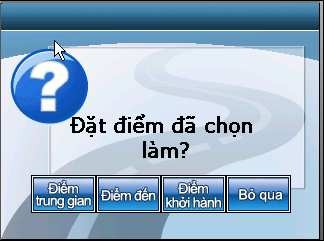 ?
Đặt điểm đã chọn
làm?
Điểm
trung gian
Điểm đến
Điểm
khởi hành
Bỏ qua